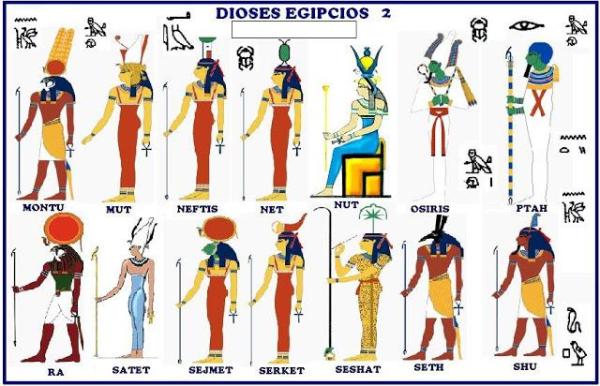 DIOSES EGIPCIOS 2
MONTU MUT NEFTIS NET NUT OSIRIS PTAH
RA SATET SEJMET SERKET SESHAT SETH SHU